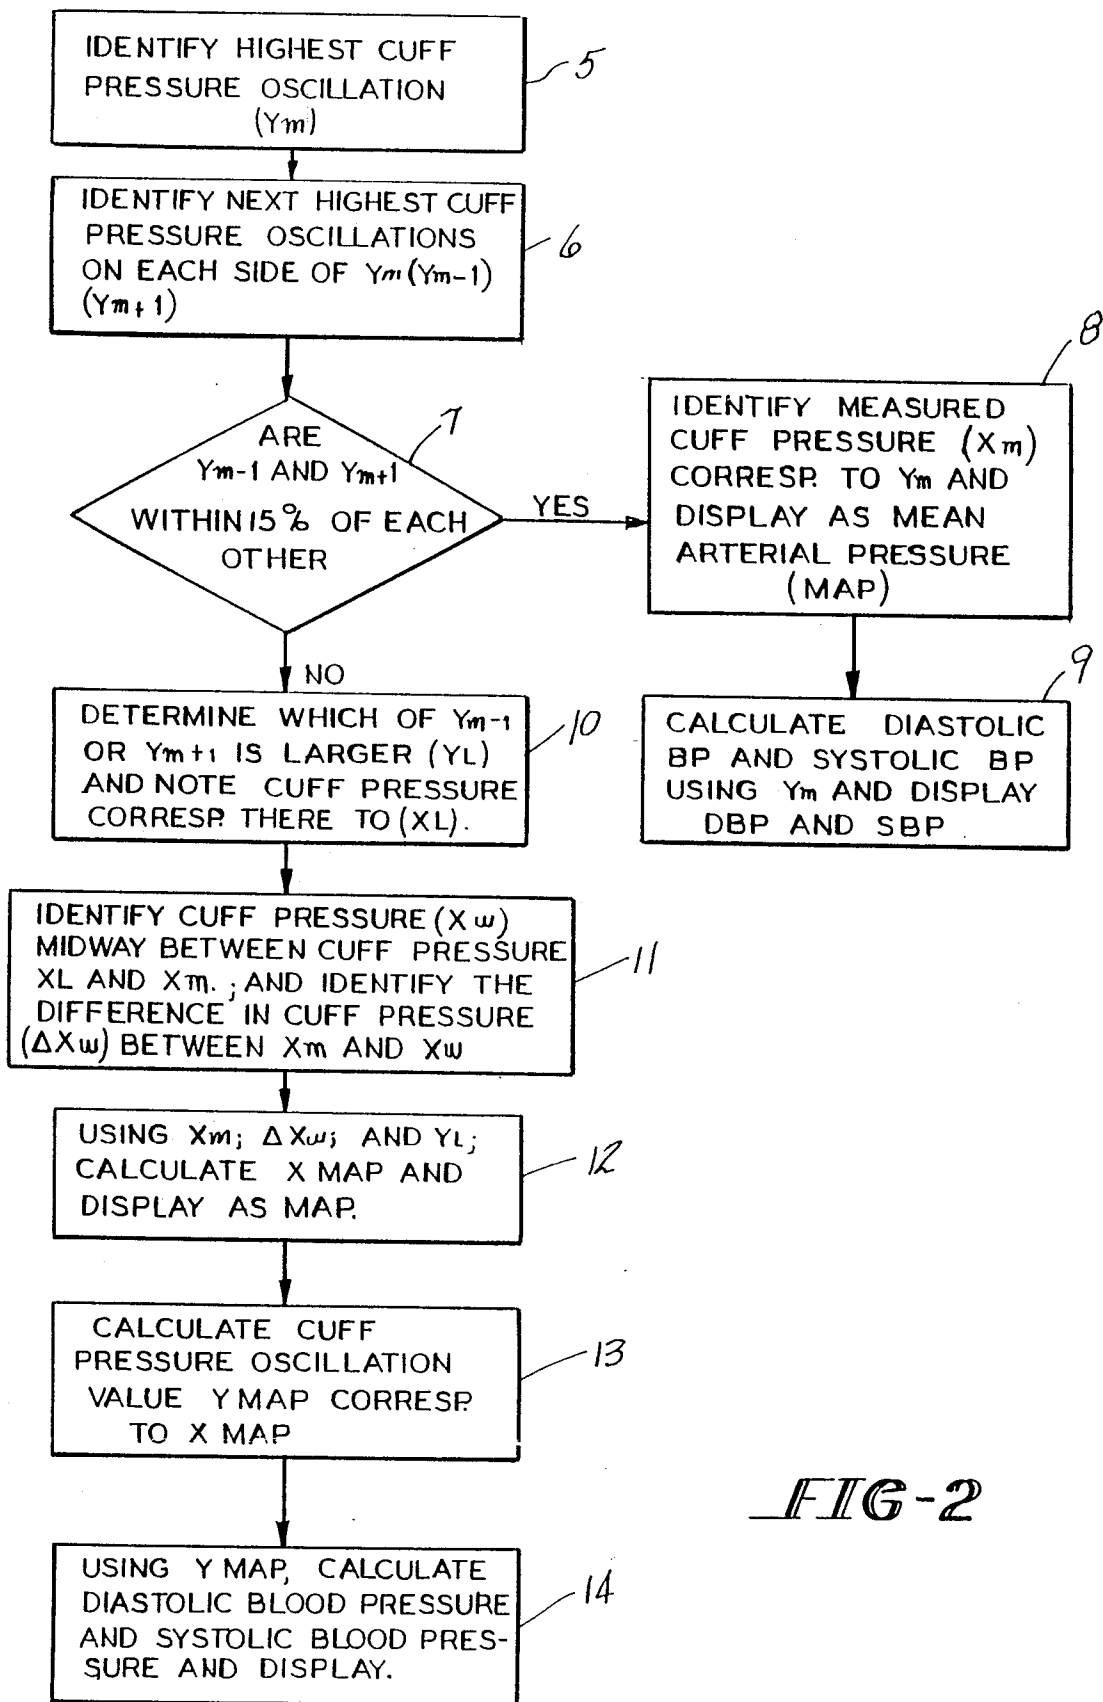 IDENTIFY HIGHEST CUFF
PRESSURE OSCILLATION
(Ym)
5
IDENTIFY NEXT HIGHEST CUFF
PRESSURE OSCILLATIONS
ON EACH SIDE OF Ym(Ym-1)
(Ym+1)
6
ARE
Ym-1 AND Ym+1
WITHIN 15% OF EACH
OTHER
7
YES
IDENTIFY MEASURED
CUFF PRESSURE (Xm)
CORRESP. TO Ym AND
DISPLAY AS MEAN
ARTERIAL PRESSURE
(MAP)
8
CALCULATE DIASTOLIC
BP AND SYSTOLIC BP
USING Ym AND DISPLAY
DBP AND SBP
9
NO
DETERMINE WHICH OF Ym-1
OR Ym+1 IS LARGER (YL)
AND NOTE CUFF PRESSURE
CORRESP. THERE TO (XL).
10
IDENTIFY CUFF PRESSURE (Xw)
MIDWAY BETWEEN CUFF PRESSURE
XL AND Xm.; AND IDENTIFY THE
DIFFERENCE IN CUFF PRESSURE
(ΔXw) BETWEEN Xm AND Xw
11
USING Xm; ΔXw; AND YL;
CALCULATE X MAP AND
DISPLAY AS MAP.
12
CALCULATE CUFF
PRESSURE OSCILLATION
VALUE Y MAP CORRESP.
TO X MAP
13
USING Y MAP, CALCULATE
DIASTOLIC BLOOD PRESSURE
AND SYSTOLIC BLOOD PRES-
SURE AND DISPLAY.
14
FIG-2